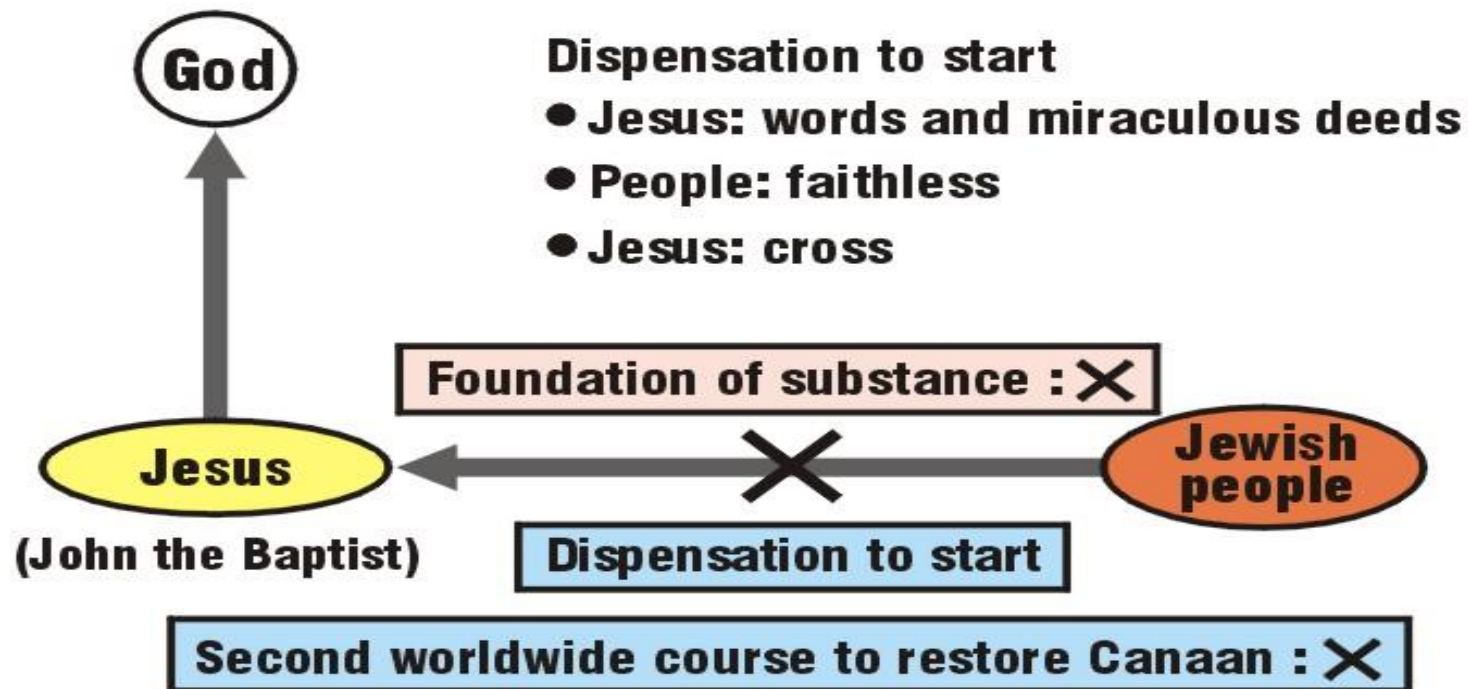 God
Dispensation to start
● Jesus: words and miraculous deeds
● People: faithless
● Jesus: cross
Foundation of substance : ✕
Jesus
Jewish
people
(John the Baptist)
Dispensation to start
Second worldwide course to restore Canaan : ✕